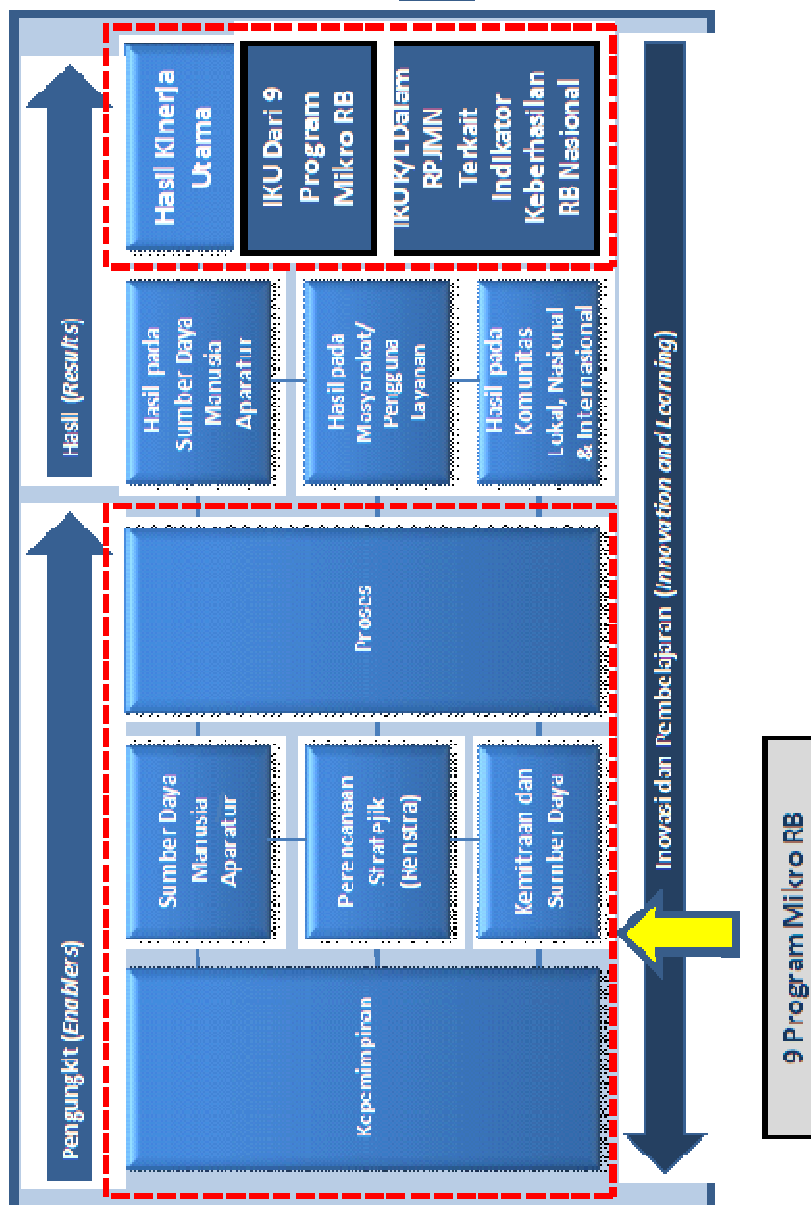 Pengungkit (Enablers)
Hasil (Results)
Kepemimpinan
Sumber Daya
Manusia
Aparatur
Perencanaan
Stratejik
(Renstra)
Kemitraan dan
Sumber Daya
Proses
Hasil pada
Sumber Daya
Manusia
Aparatur
Hasil pada
Masyarakat/
Pengguna
Layanan
Hasil pada
Komunitas
Lokal, Nasional
& Internasional
Hasil Kinerja
Utama
IKU Dari 9
Program
Mikro RB
IKU K/L Dalam
RPJMN
Terkait
Indikator
Keberhasilan
RB Nasional
Inovasi dan Pembelajaran (Innovation and Learning)
9 Program Mikro RB